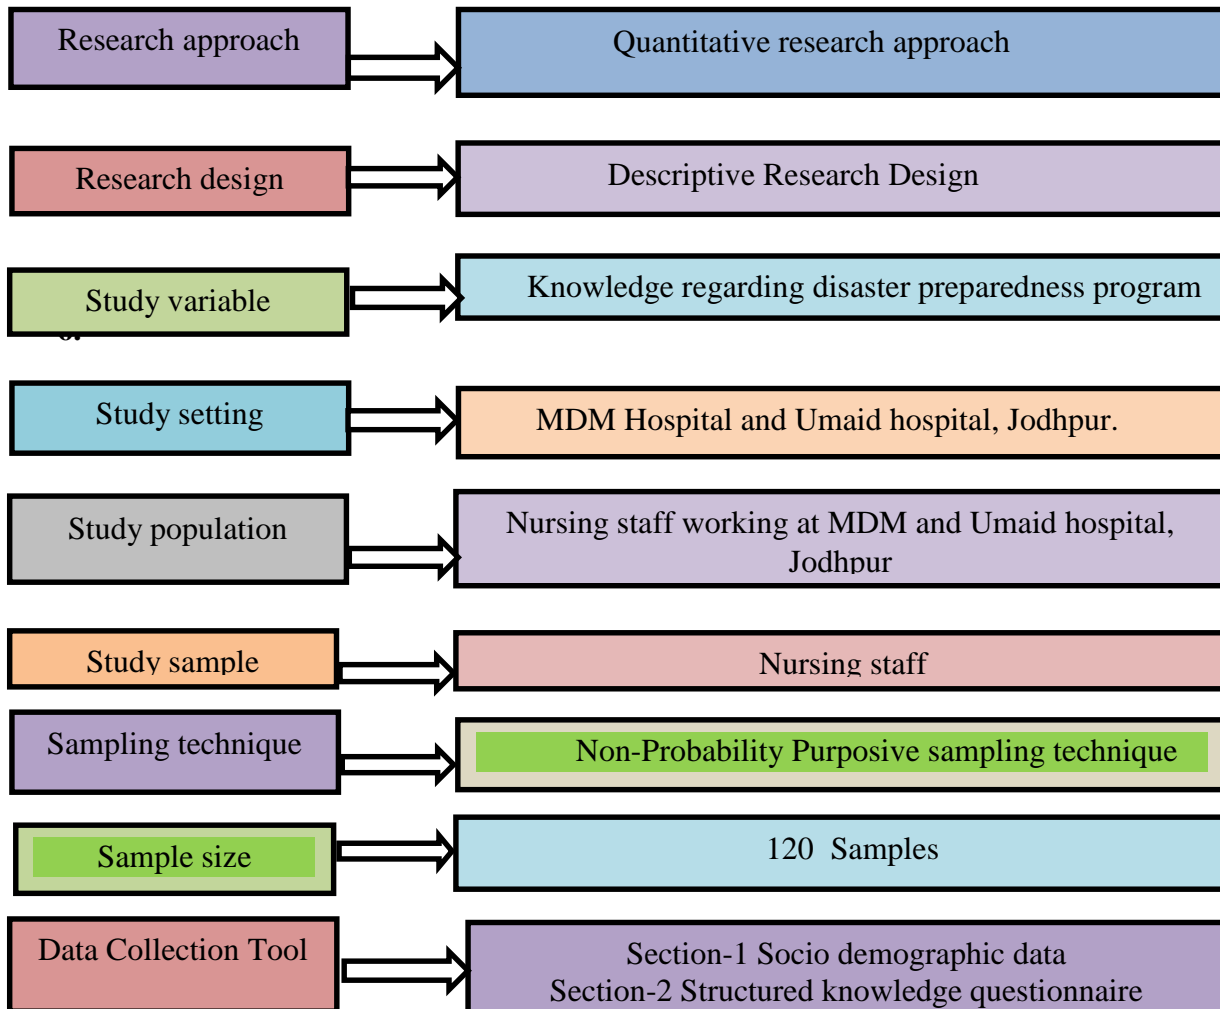 Research approach
Quantitative research approach
Research design
Descriptive Research Design
Study variable
Knowledge regarding disaster preparedness program
Study setting
MDM Hospital and Umaid hospital, Jodhpur.
Study population
Nursing staff working at MDM and Umaid hospital,
Jodhpur
Study sample
Nursing staff
Sampling technique
Non-Probability Purposive sampling technique
Sample size
120 Samples
Data Collection Tool
Section-1 Socio demographic data
Section-2 Structured knowledge questionnaire